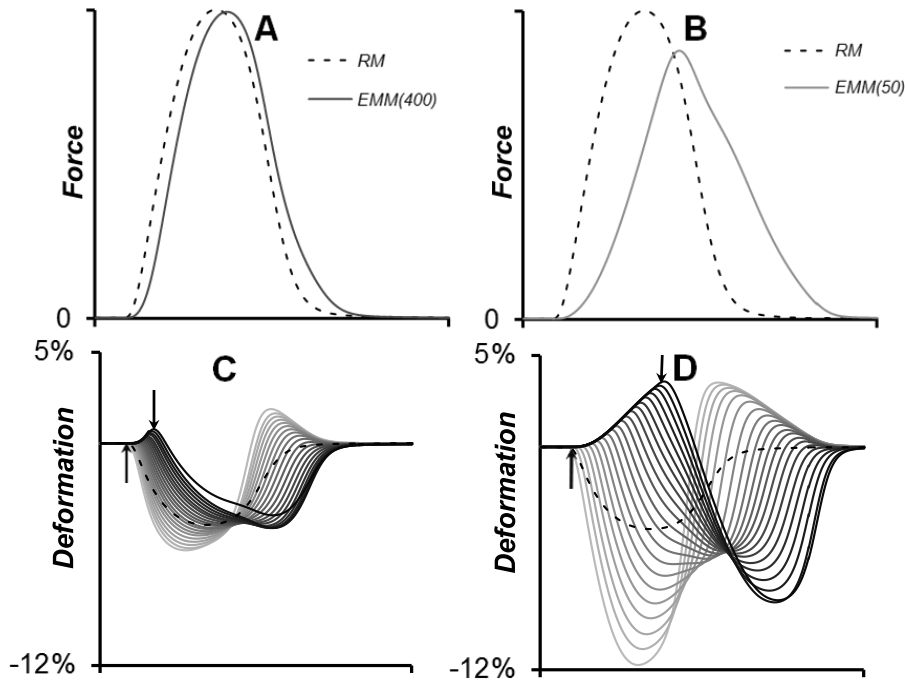 A
RM
EMM(400)
Force
0
B
RM
EMM(50)
Force
0
5%
C
Deformation
-12%
5%
D
Deformation
-12%